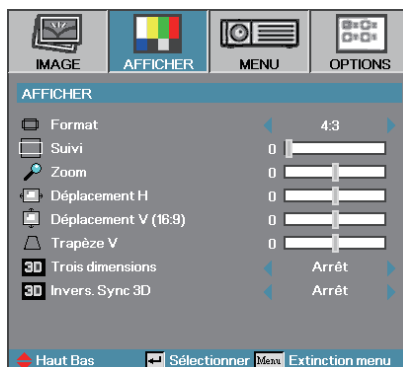 IMAGE AFFICHER MENU OPTIONS
AFFICHER
Format 4:3
Suivi 0
Zoom 0
Déplacement H 0
Déplacement V (16:9) 0
Trapèze V 0
3D Trois dimensions Arrêt
3D Invers. Sync 3D Arrêt
Haut Bas Sélectionner Menu Extinction menu